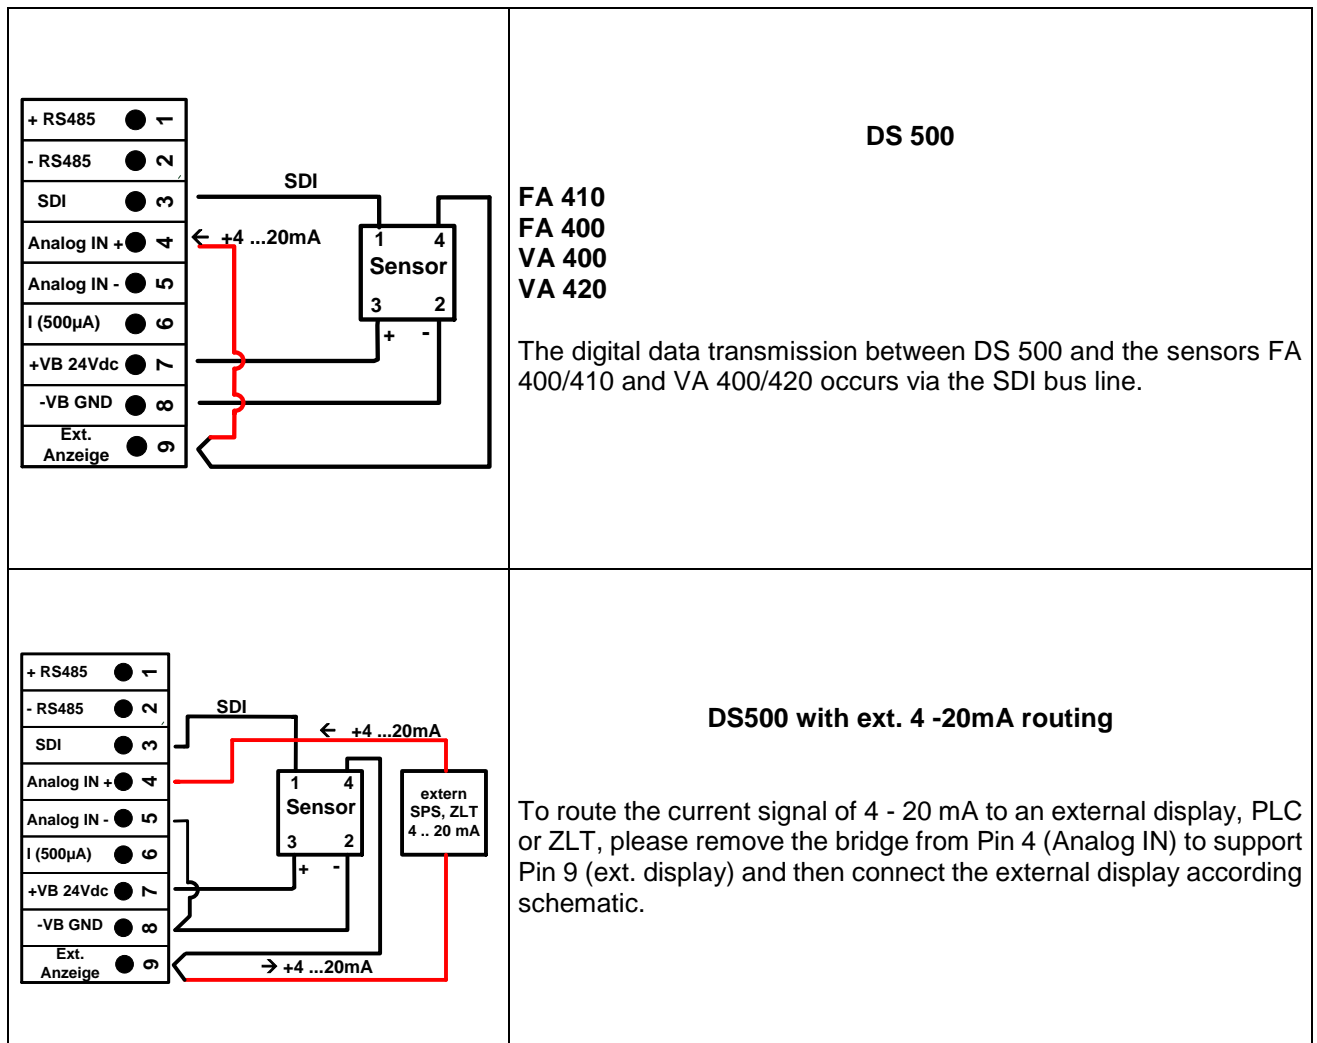 + RS485 1
- RS485 2
SDI 3
Analog IN + 4
Analog IN - 5
I (500µA) 6
+VB 24Vdc 7
-VB GND 8
Ext.
Anzeige 9
SDI
← +4 ...20mA
1 4
Sensor
3 2
+ -
DS 500
FA 410
FA 400
VA 400
VA 420
The digital data transmission between DS 500 and the sensors FA
400/410 and VA 400/420 occurs via the SDI bus line.
+ RS485 1
- RS485 2
SDI 3
Analog IN + 4
Analog IN - 5
I (500µA) 6
+VB 24Vdc 7
-VB GND 8
Ext.
Anzeige 9
SDI
← +4 ...20mA
1 4
Sensor
3 2
+ -
extern
SPS, ZLT
4 .. 20 mA
→ +4 ...20mA
DS500 with ext. 4 -20mA routing
To route the current signal of 4 - 20 mA to an external display, PLC
or ZLT, please remove the bridge from Pin 4 (Analog IN) to support
Pin 9 (ext. display) and then connect the external display according
schematic.